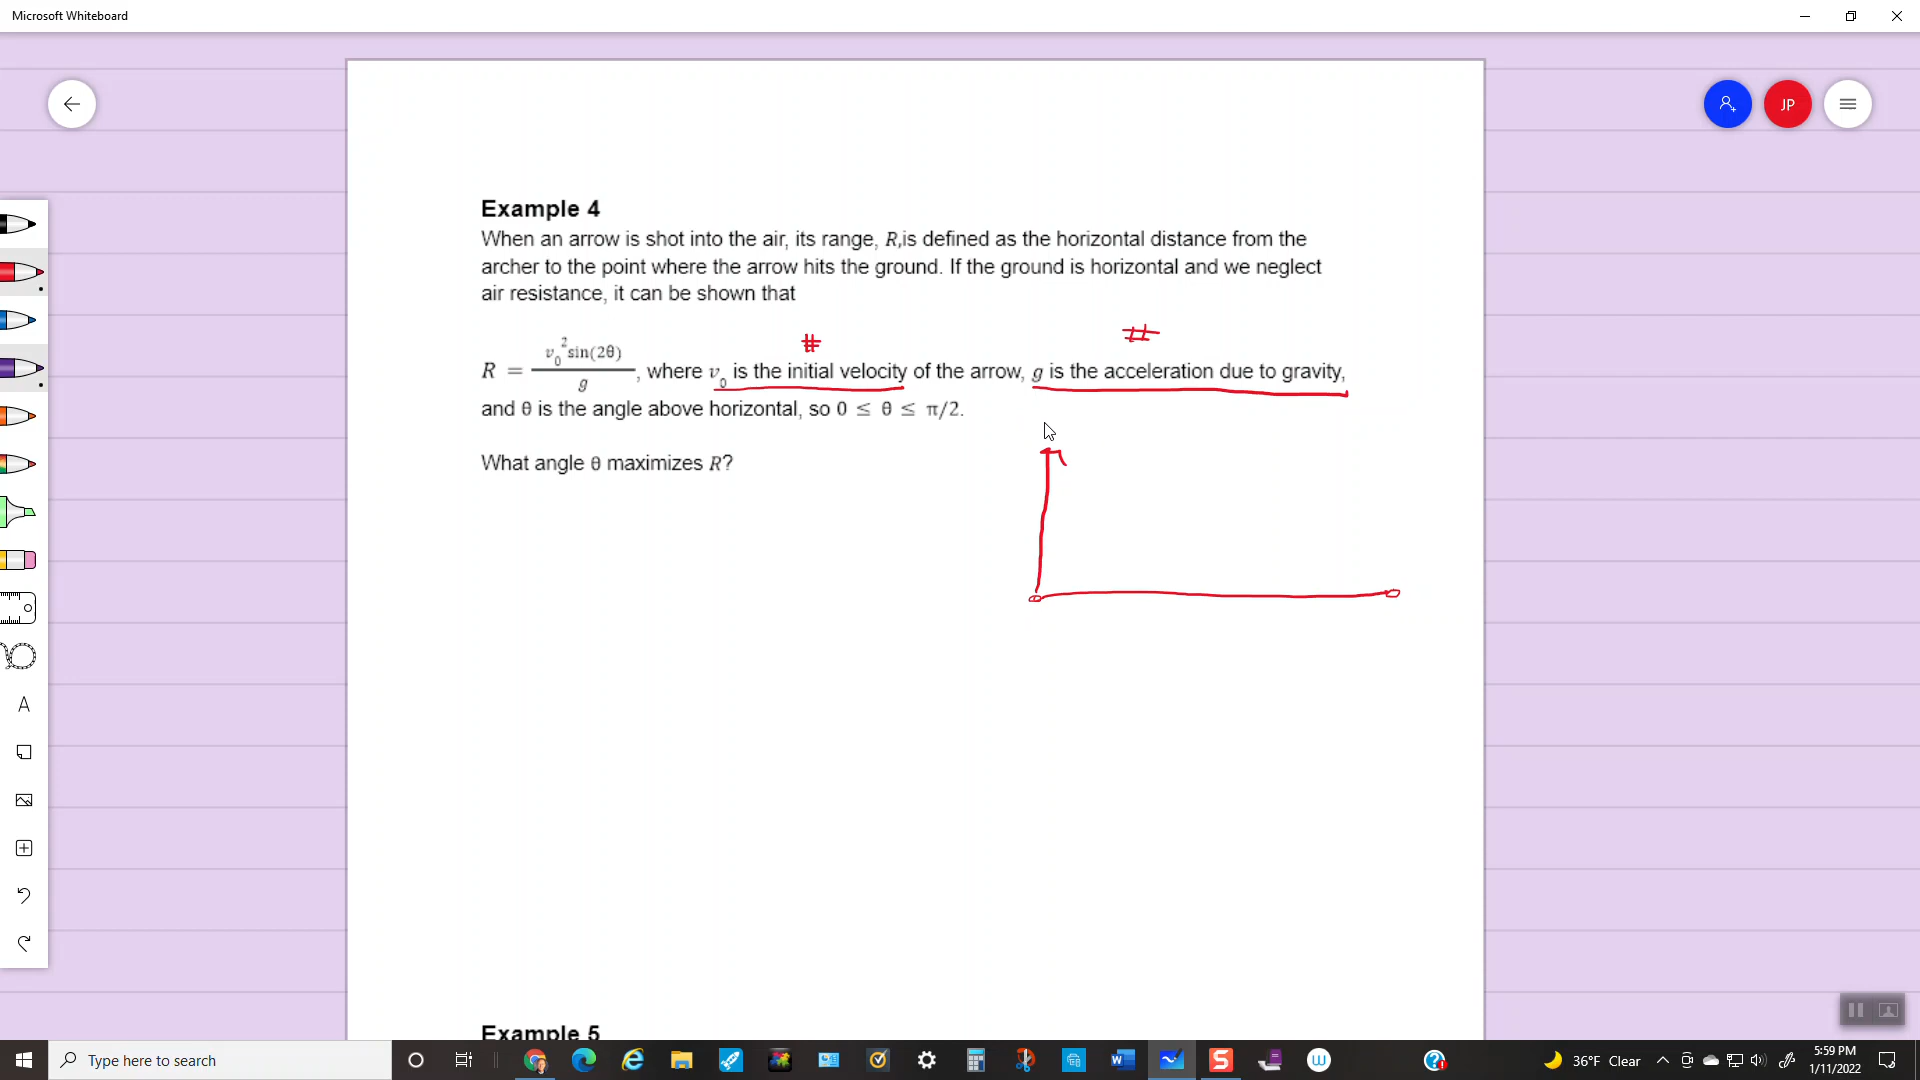 Microsoft Whiteboard
JP
Example 4
When an arrow is shot into the air, its range, R,is defined as the horizontal distance from the
archer to the point where the arrow hits the ground. If the ground is horizontal and we neglect
air resistance, it can be shown that
# #
R = v₀²sin(2θ)/g, where v₀ is the initial velocity of the arrow, g is the acceleration due to gravity,
and θ is the angle above horizontal, so 0 ≤ θ ≤ π/2.
What angle θ maximizes R?
A
Example 5
Type here to search
36°F Clear
5:59 PM
1/11/2022